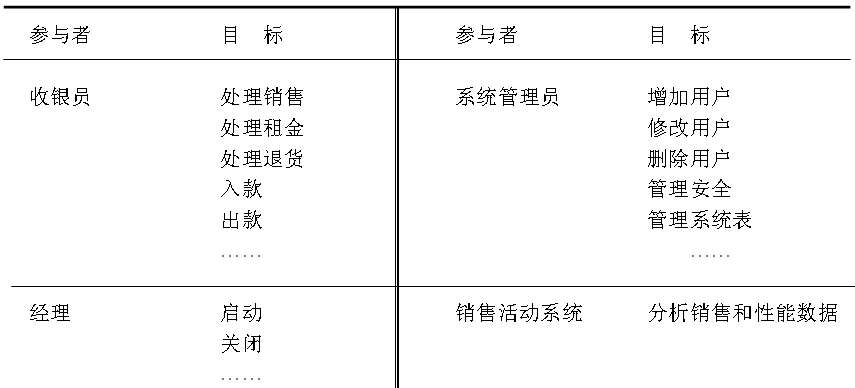 参与者 目 标 参与者 目 标
收银员 处理销售 系统管理员 增加用户
处理租金 修改用户
处理退货 删除用户
入款 管理安全
出款 管理系统表
…… ……
经理 启动 销售活动系统 分析销售和性能数据
关闭
……